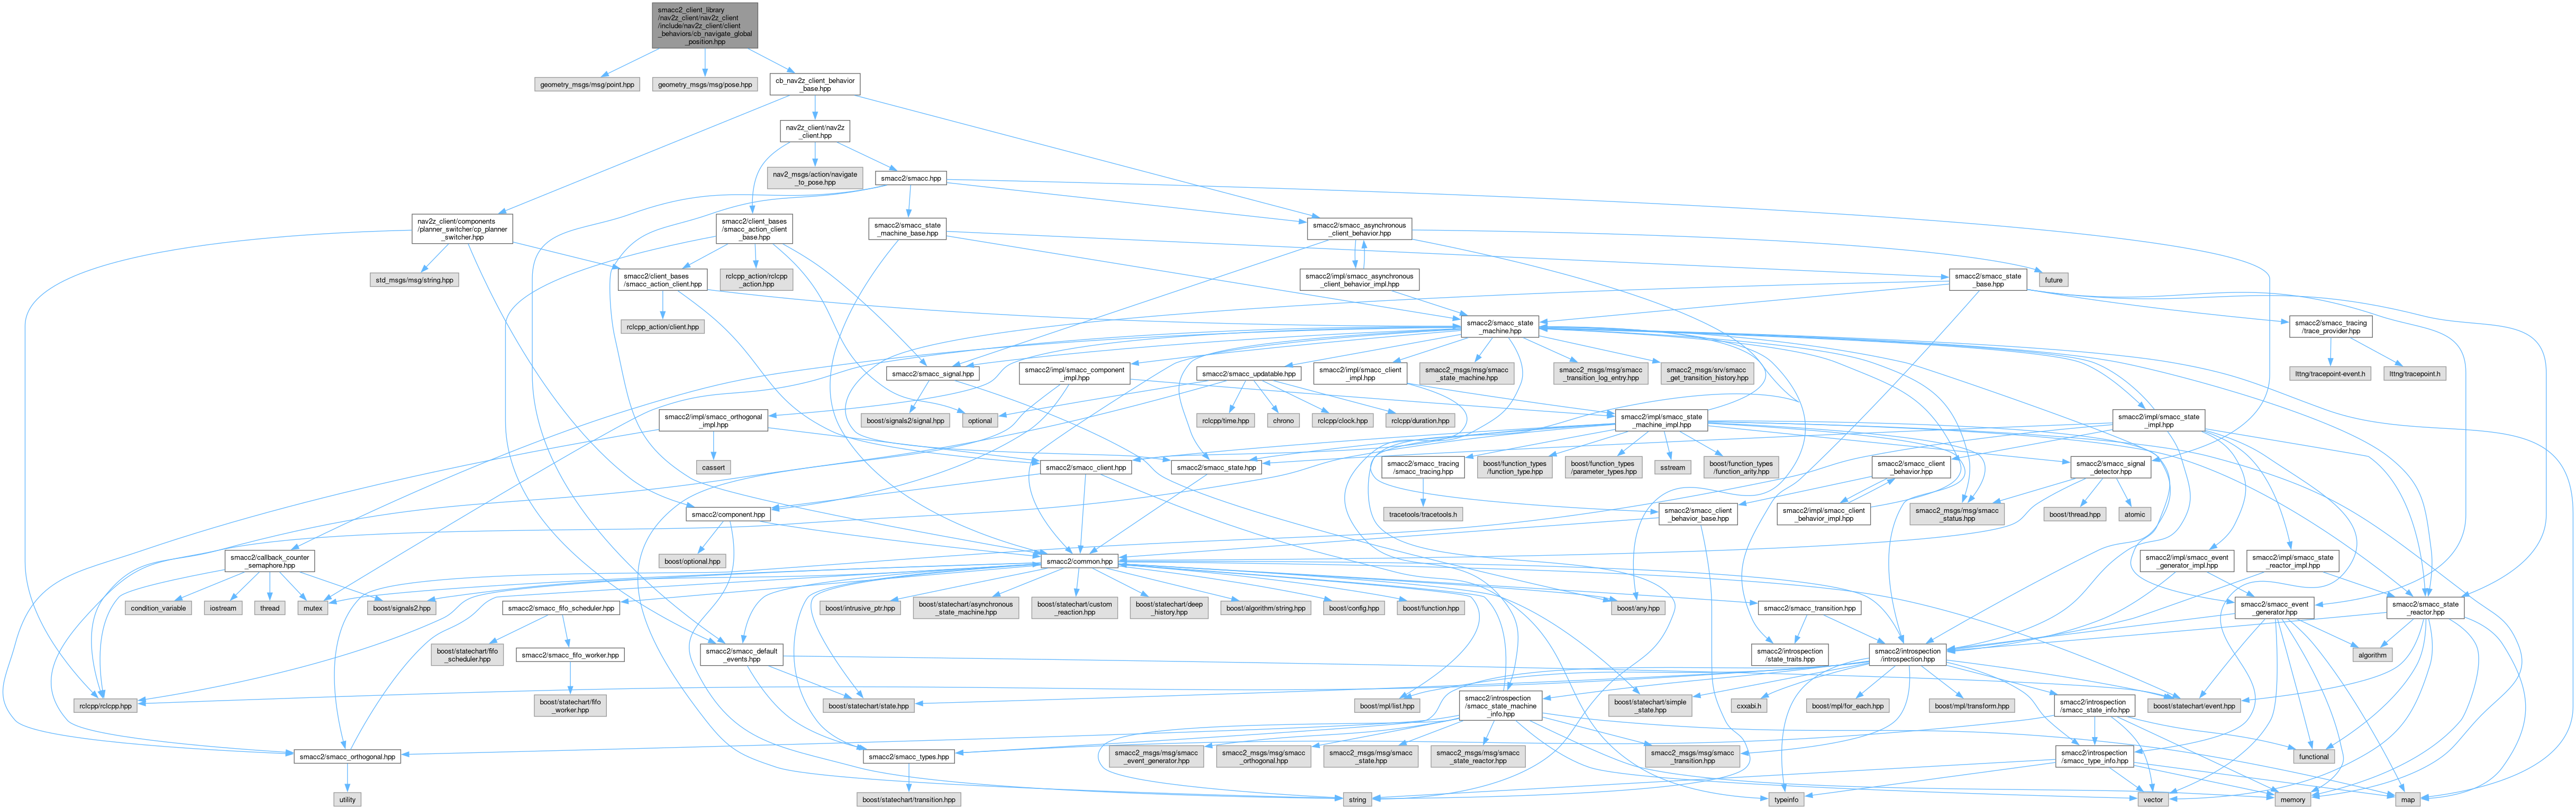 smacc2_client_library
/nav2z_client/nav2z_client
/include/nav2z_client/client
_behaviors/cb_navigate_global
_position.hpp
geometry_msgs/msg/point.hpp
geometry_msgs/msg/pose.hpp
cb_nav2z_client_behavior
_base.hpp
nav2z_client/nav2z
_client.hpp
nav2_msgs/action/navigate
_to_pose.hpp
smacc2/smacc.hpp
nav2z_client/components
/planner_switcher/cp_planner
_switcher.hpp
smacc2/client_bases
/smacc_action_client
_base.hpp
smacc2/smacc_state
_machine_base.hpp
smacc2/smacc_asynchronous
_client_behavior.hpp
std_msgs/msg/string.hpp
smacc2/client_bases
/smacc_action_client.hpp
rclcpp_action/rclcpp
_action.hpp
smacc2/impl/smacc_asynchronous
_client_behavior_impl.hpp
smacc2/smacc_state
_base.hpp
future
rclcpp_action/client.hpp
smacc2/smacc_state
_machine.hpp
smacc2/smacc_tracing
/trace_provider.hpp
smacc2/smacc_signal.hpp
smacc2/impl/smacc_component
_impl.hpp
smacc2/smacc_updatable.hpp
smacc2/impl/smacc_client
_impl.hpp
smacc2_msgs/msg/smacc
_state_machine.hpp
smacc2_msgs/msg/smacc
_transition_log_entry.hpp
smacc2_msgs/srv/smacc
_get_transition_history.hpp
lttng/tracepoint-event.h
lttng/tracepoint.h
smacc2/impl/smacc_orthogonal
_impl.hpp
boost/signals2/signal.hpp
optional
rclcpp/time.hpp
chrono
rclcpp/clock.hpp
rclcpp/duration.hpp
smacc2/impl/smacc_state
_machine_impl.hpp
smacc2/impl/smacc_state
_impl.hpp
cassert
smacc2/smacc_client.hpp
smacc2/smacc_state.hpp
smacc2/smacc_tracing
/smacc_tracing.hpp
boost/function_types
/function_type.hpp
boost/function_types
/parameter_types.hpp
sstream
boost/function_types
/function_arity.hpp
smacc2/smacc_client
_behavior.hpp
smacc2/smacc_signal
_detector.hpp
smacc2/component.hpp
tracetools/tracetools.h
smacc2/smacc_client
_behavior_base.hpp
smacc2/impl/smacc_client
_behavior_impl.hpp
smacc2_msgs/msg/smacc
_status.hpp
boost/thread.hpp
atomic
smacc2/callback_counter
_semaphore.hpp
boost/optional.hpp
smacc2/common.hpp
smacc2/impl/smacc_event
_generator_impl.hpp
smacc2/impl/smacc_state
_reactor_impl.hpp
condition_variable
iostream
thread
mutex
boost/signals2.hpp
smacc2/smacc_fifo_scheduler.hpp
boost/intrusive_ptr.hpp
boost/statechart/asynchronous
_state_machine.hpp
boost/statechart/custom
_reaction.hpp
boost/statechart/deep
_history.hpp
boost/algorithm/string.hpp
boost/config.hpp
boost/function.hpp
boost/any.hpp
smacc2/smacc_transition.hpp
smacc2/smacc_event
_generator.hpp
smacc2/smacc_state
_reactor.hpp
boost/statechart/fifo
_scheduler.hpp
smacc2/smacc_fifo_worker.hpp
smacc2/smacc_default
_events.hpp
smacc2/introspection
/state_traits.hpp
smacc2/introspection
/introspection.hpp
algorithm
rclcpp/rclcpp.hpp
boost/statechart/fifo
_worker.hpp
boost/statechart/state.hpp
boost/mpl/list.hpp
smacc2/introspection
/smacc_state_machine
_info.hpp
boost/statechart/simple
_state.hpp
cxxabi.h
boost/mpl/for_each.hpp
boost/mpl/transform.hpp
smacc2/introspection
/smacc_state_info.hpp
boost/statechart/event.hpp
smacc2/smacc_orthogonal.hpp
smacc2/smacc_types.hpp
smacc2_msgs/msg/smacc
_event_generator.hpp
smacc2_msgs/msg/smacc
_orthogonal.hpp
smacc2_msgs/msg/smacc
_state.hpp
smacc2_msgs/msg/smacc
_state_reactor.hpp
smacc2_msgs/msg/smacc
_transition.hpp
smacc2/introspection
/smacc_type_info.hpp
functional
utility
boost/statechart/transition.hpp
string
typeinfo
vector
memory
map